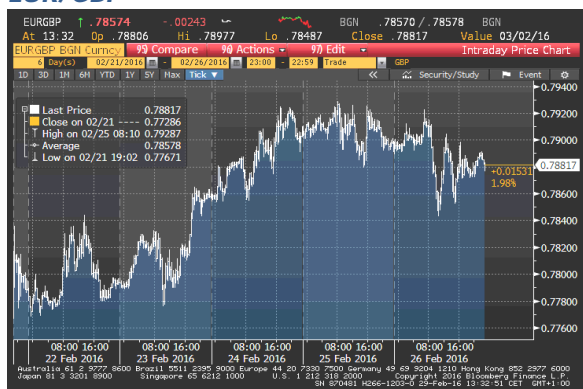 EUR/GBP
EURGBP ↑ .78574 -.00243 BGN .78570/.78578 BGN
At 13:32 Op .78806 Hi .78977 Lo .78487 Close .78817 Value 03/02/16
EURGBP BGN Curncy 95) Compare 96) Actions 97) Edit Intraday Price Chart
6 Day(s) 02/21/2016 - 02/26/2016 23:00 - 22:59 Trade GBP
1D 3D 1M 6M YTD 1Y 5Y Max Tick ▼ « Security/Study Event
Last Price 0.78817
Close on 02/21 ---- 0.77286
High on 02/25 08:10 0.79287
Average 0.78578
Low on 02/21 19:02 0.77671
0.79400
0.79200
0.79000
0.78817
+0.01531
1.98%
0.78600
0.78400
0.78200
0.78000
0.77800
0.77600
08:00 16:00 08:00 16:00 08:00 16:00 08:00 16:00 08:00 16:00
22 Feb 2016 23 Feb 2016 24 Feb 2016 25 Feb 2016 26 Feb 2016
Australia 61 2 9777 8600 Brazil 5511 2395 9000 Europe 44 20 7330 7500 Germany 49 69 9204 1210 Hong Kong 852 2977 6000
Japan 81 3 3201 8900 Singapore 65 6212 1000 U.S. 1 212 318 2000 Copyright 2016 Bloomberg Finance L.P.
SN 870481 H266-1203-0 29-Feb-16 13:32:51 CET GMT+1:00